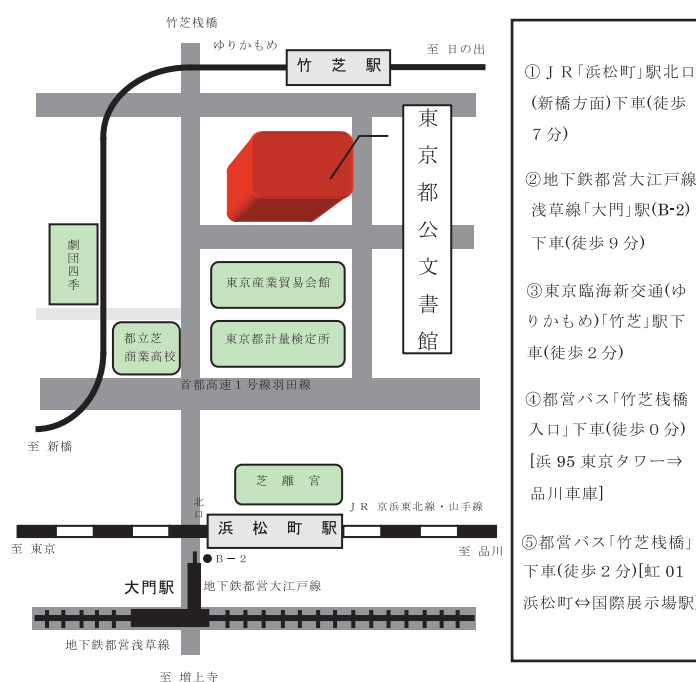 竹芝桟橋
ゆりかもめ
至 日の出
竹 芝 駅
東京都公文書館
劇団四季
東京産業貿易会館
都立芝
商業高校
東京都計量検定所
首都高速1号線羽田線
至 新橋
芝 離 宮
北口
JR 京浜東北線・山手線
浜 松 町 駅
至 東京
至 品川
●B-2
大門駅
地下鉄都営大江戸線
地下鉄都営浅草線
至 増上寺
①JR「浜松町」駅北口
(新橋方面)下車(徒歩
7分)
②地下鉄都営大江戸線
浅草線「大門」駅(B-2)
下車(徒歩9分)
③東京臨海新交通(ゆ
りかもめ)「竹芝」駅下
車(徒歩2分)
④都営バス「竹芝桟橋
入口」下車(徒歩0分)
[浜 95 東京タワー⇒
品川車庫]
⑤都営バス「竹芝桟橋」
下車(徒歩2分)[虹 01
浜松町⇔国際展示場駅]